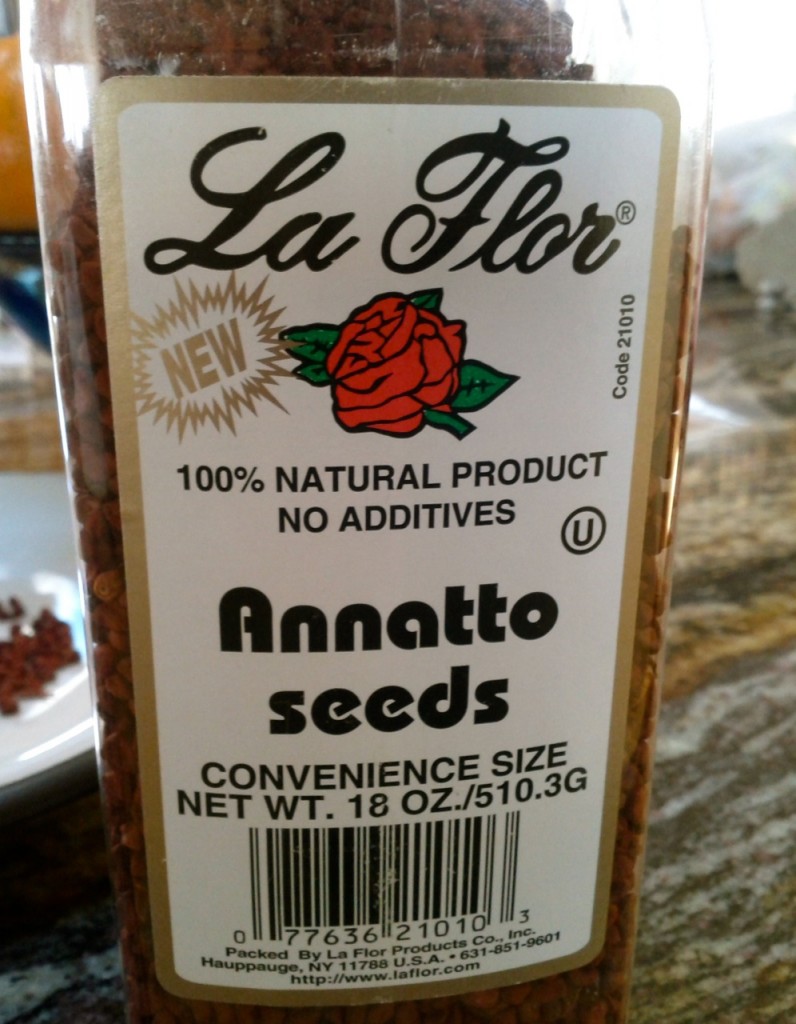 La Flor®
Code 21010
NEW
100% NATURAL PRODUCT
NO ADDITIVES
U
Annatto
seeds
CONVENIENCE SIZE
NET WT. 18 OZ./510.3G
0 77636 21010 3
Packed By La Flor Products Co., Inc.
Hauppauge, NY 11788 U.S.A. • 631-851-9601
http://www.laflor.com